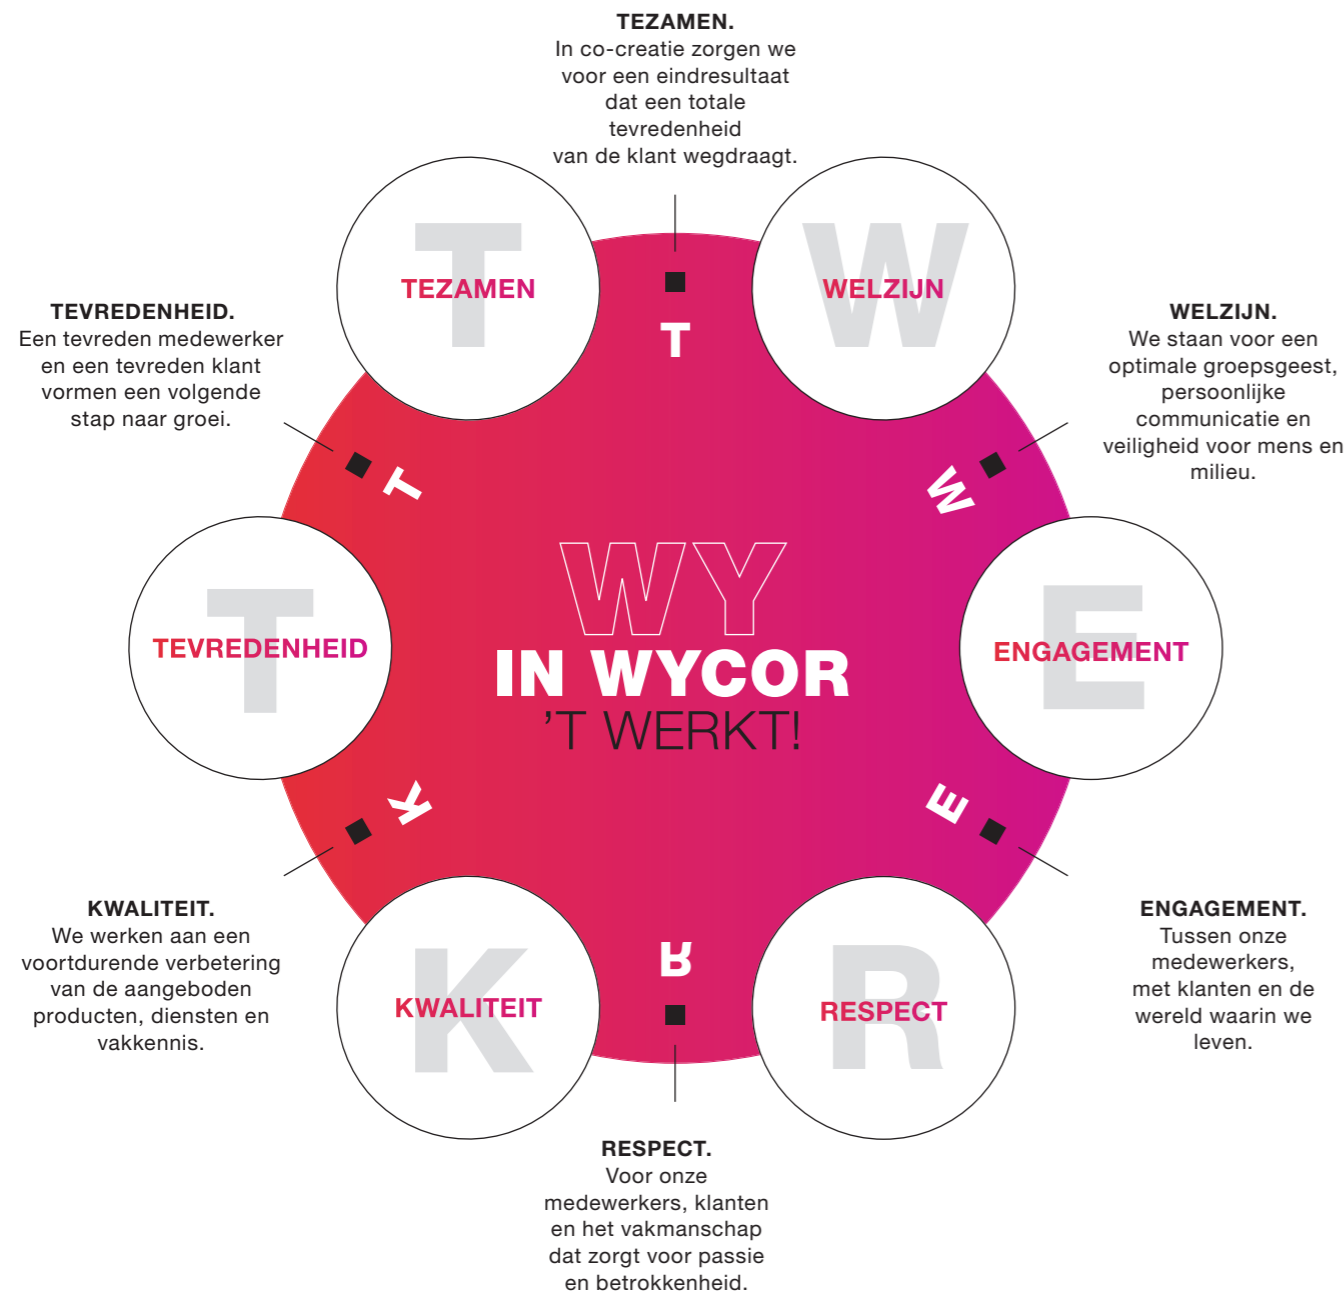 TEZAMEN.
In co-creatie zorgen we
voor een eindresultaat
dat een totale
tevredenheid
van de klant wegdraagt.
T
TEZAMEN
W
WELZIJN
TEVREDENHEID.
Een tevreden medewerker
en een tevreden klant
vormen een volgende
stap naar groei.
WELZIJN.
We staan voor een
optimale groepsgeest,
persoonlijke
communicatie en
veiligheid voor mens en
milieu.
T
T
W
T
TEVREDENHEID
WY
IN WYCOR
’T WERKT!
E
ENGAGEMENT
K
E
R
KWALITEIT.
We werken aan een
voortdurende verbetering
van de aangeboden
producten, diensten en
vakkennis.
K
KWALITEIT
R
RESPECT
ENGAGEMENT.
Tussen onze
medewerkers,
met klanten en de
wereld waarin we
leven.
RESPECT.
Voor onze
medewerkers, klanten
en het vakmanschap
dat zorgt voor passie
en betrokkenheid.